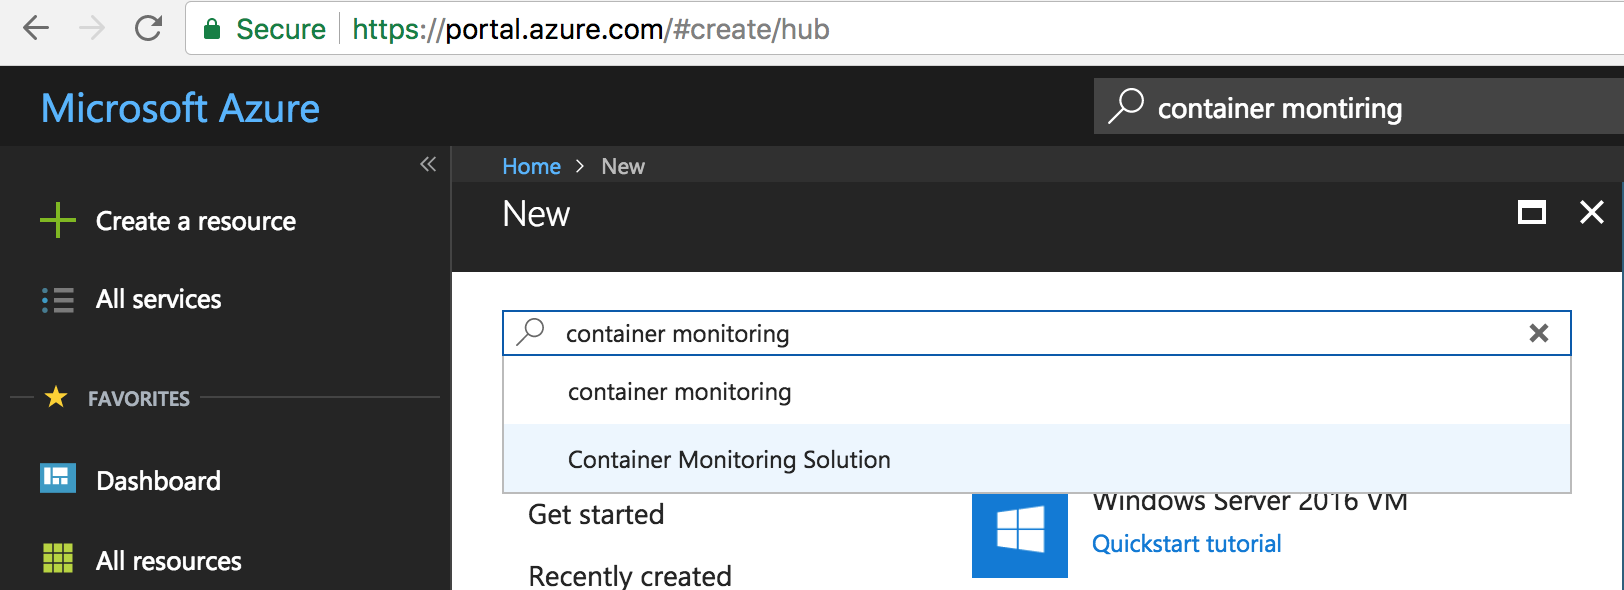 Secure https://portal.azure.com/#create/hub
Microsoft Azure
container montiring
Home > New
New
Create a resource
All services
FAVORITES
Dashboard
All resources
container monitoring
container monitoring
Container Monitoring Solution
Get started
Recently created
Windows Server 2016 VM
Quickstart tutorial